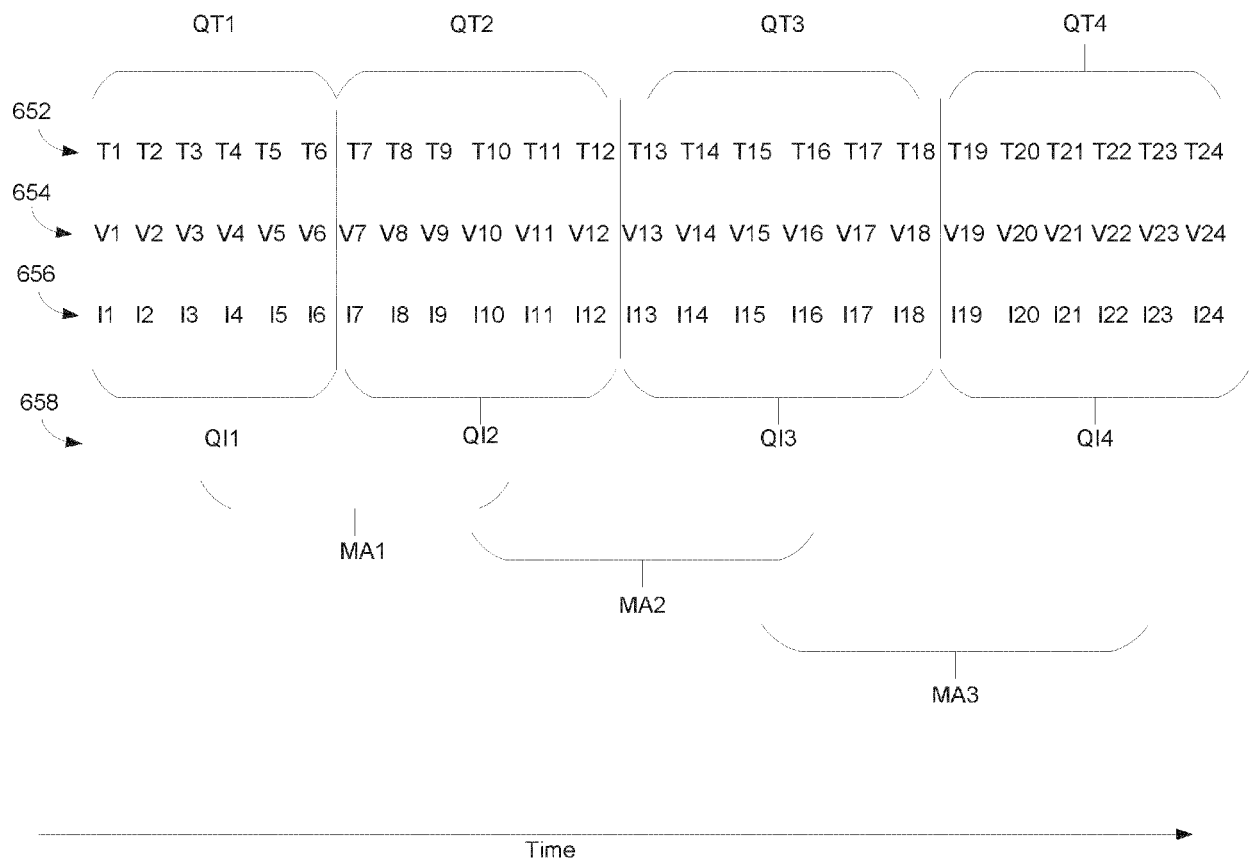 QT1 QT2 QT3 QT4
652
T1 T2 T3 T4 T5 T6 T7 T8 T9 T10 T11 T12 T13 T14 T15 T16 T17 T18 T19 T20 T21 T22 T23 T24
654
V1 V2 V3 V4 V5 V6 V7 V8 V9 V10 V11 V12 V13 V14 V15 V16 V17 V18 V19 V20 V21 V22 V23 V24
656
I1 I2 I3 I4 I5 I6 I7 I8 I9 I10 I11 I12 I13 I14 I15 I16 I17 I18 I19 I20 I21 I22 I23 I24
658
QI1 QI2 QI3 QI4
MA1
MA2
MA3
Time